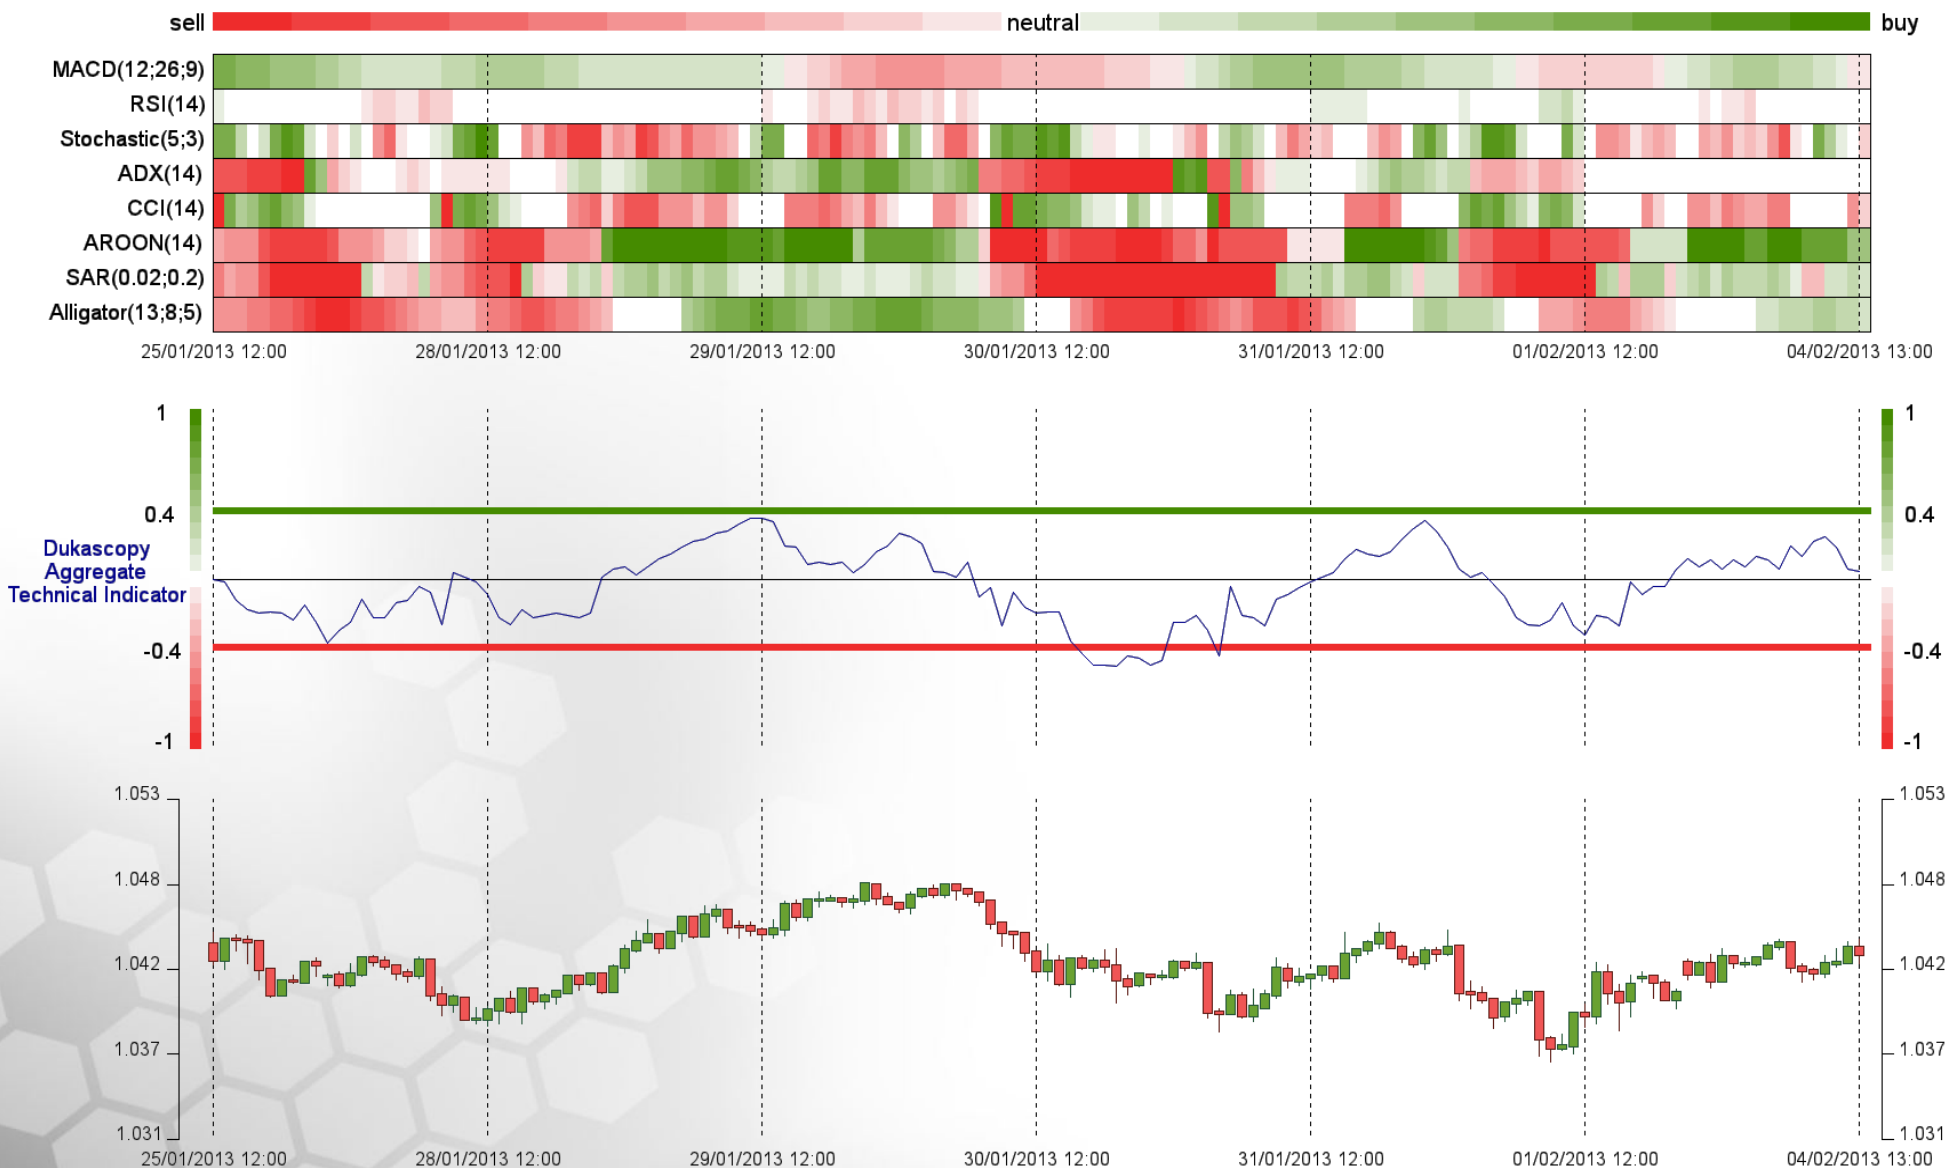 sell neutral buy
MACD(12;26;9)
RSI(14)
Stochastic(5;3)
ADX(14)
CCI(14)
AROON(14)
SAR(0.02;0.2)
Alligator(13;8;5)
25/01/2013 12:00 28/01/2013 12:00 29/01/2013 12:00 30/01/2013 12:00 31/01/2013 12:00 01/02/2013 12:00 04/02/2013 13:00
1 1
0.4 0.4
Dukascopy
Aggregate
Technical Indicator
-0.4 -0.4
-1 -1
1.053 1.053
1.048 1.048
1.042 1.042
1.037 1.037
1.031 1.031
25/01/2013 12:00 28/01/2013 12:00 29/01/2013 12:00 30/01/2013 12:00 31/01/2013 12:00 01/02/2013 12:00 04/02/2013 13:00